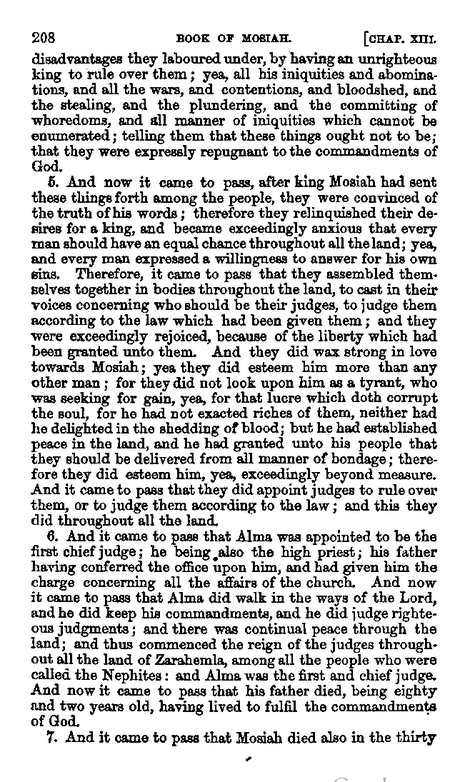 208 BOOK OF MOSIAH. [CHAP. XIII.
disadvantages they laboured under, by having an unrighteous
king to rule over them; yea, all his iniquities and abomina-
tions, and all the wars, and contentions, and bloodshed, and
the stealing, and the plundering, and the committing of
whoredoms, and all manner of iniquities which cannot be
enumerated; telling them that these things ought not to be;
that they were expressly repugnant to the commandments of
God.
5. And now it came to pass, after king Mosiah had sent
these things forth among the people, they were convinced of
the truth of his words; therefore they relinquished their de-
sires for a king, and became exceedingly anxious that every
man should have an equal chance throughout all the land; yea,
and every man expressed a willingness to answer for his own
sins. Therefore, it came to pass that they assembled them-
selves together in bodies throughout the land, to cast in their
voices concerning who should be their judges, to judge them
according to the law which had been given them; and they
were exceedingly rejoiced, because of the liberty which had
been granted unto them. And they did wax strong in love
towards Mosiah; yea they did esteem him more than any
other man; for they did not look upon him as a tyrant, who
was seeking for gain, yea, for that lucre which doth corrupt
the soul, for he had not exacted riches of them, neither had
he delighted in the shedding of blood; but he had established
peace in the land, and he had granted unto his people that
they should be delivered from all manner of bondage; there-
fore they did esteem him, yea, exceedingly beyond measure.
And it came to pass that they did appoint judges to rule over
them, or to judge them according to the law; and this they
did throughout all the land.
6. And it came to pass that Alma was appointed to be the
first chief judge; he being also the high priest; his father
having conferred the office upon him, and had given him the
charge concerning all the affairs of the church. And now
it came to pass that Alma did walk in the ways of the Lord,
and he did keep his commandments, and he did judge righte-
ous judgments; and there was continual peace through the
land; and thus commenced the reign of the judges through-
out all the land of Zarahemla, among all the people who were
called the Nephites: and Alma was the first and chief judge.
And now it came to pass that his father died, being eighty
and two years old, having lived to fulfil the commandments
of God.
7. And it came to pass that Mosiah died also in the thirty